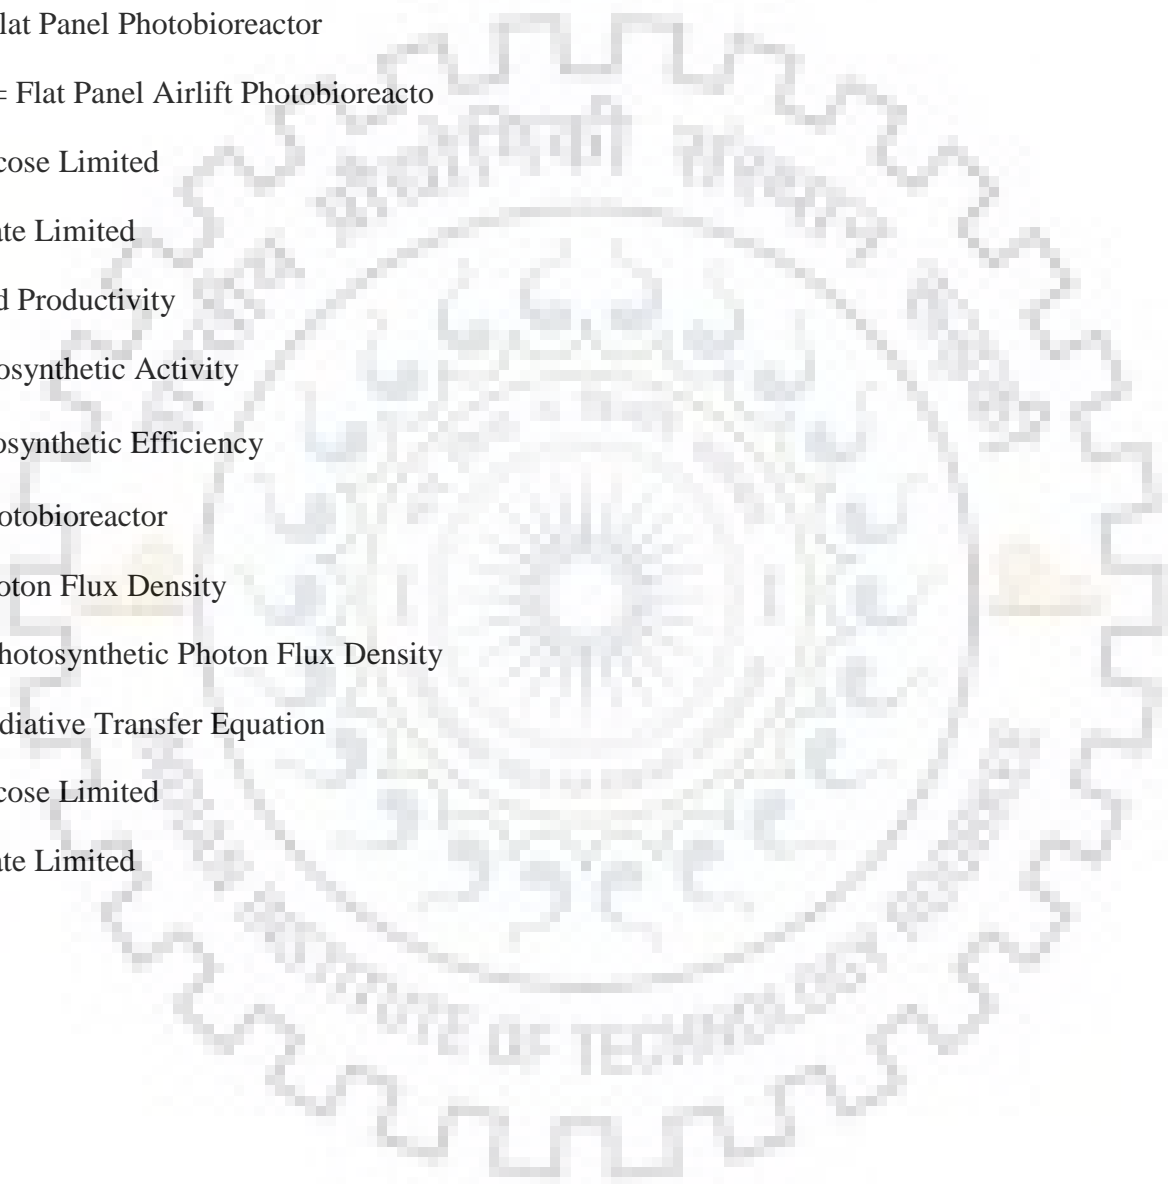 lat Panel Photobioreactor
= Flat Panel Airlift Photobioreacto
cose Limited
ate Limited
d Productivity
osynthetic Activity
osynthetic Efficiency
otobioreactor
oton Flux Density
hotosynthetic Photon Flux Density
diative Transfer Equation
cose Limited
ate Limited
INSTITUTE OF TECHNOLOGY